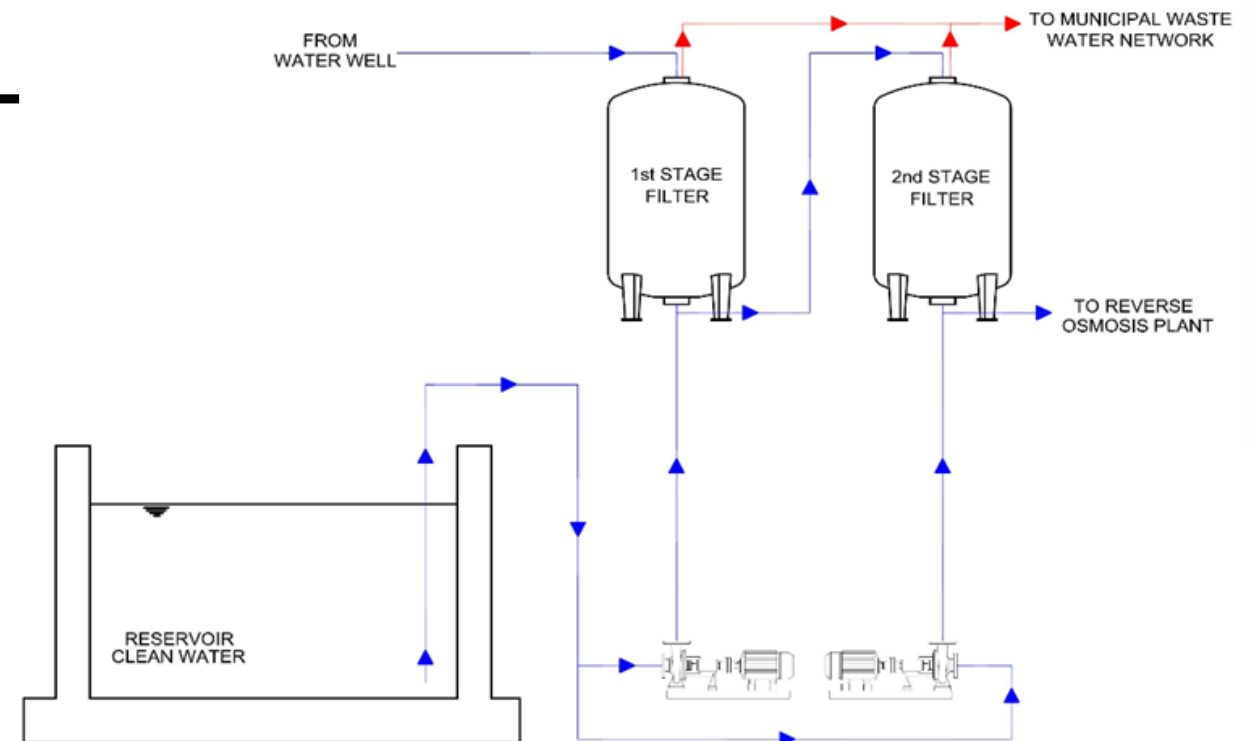 FROM
WATER WELL
TO MUNICIPAL WASTE
WATER NETWORK
1st STAGE
FILTER
2nd STAGE
FILTER
TO REVERSE
OSMOSIS PLANT
RESERVOIR
CLEAN WATER